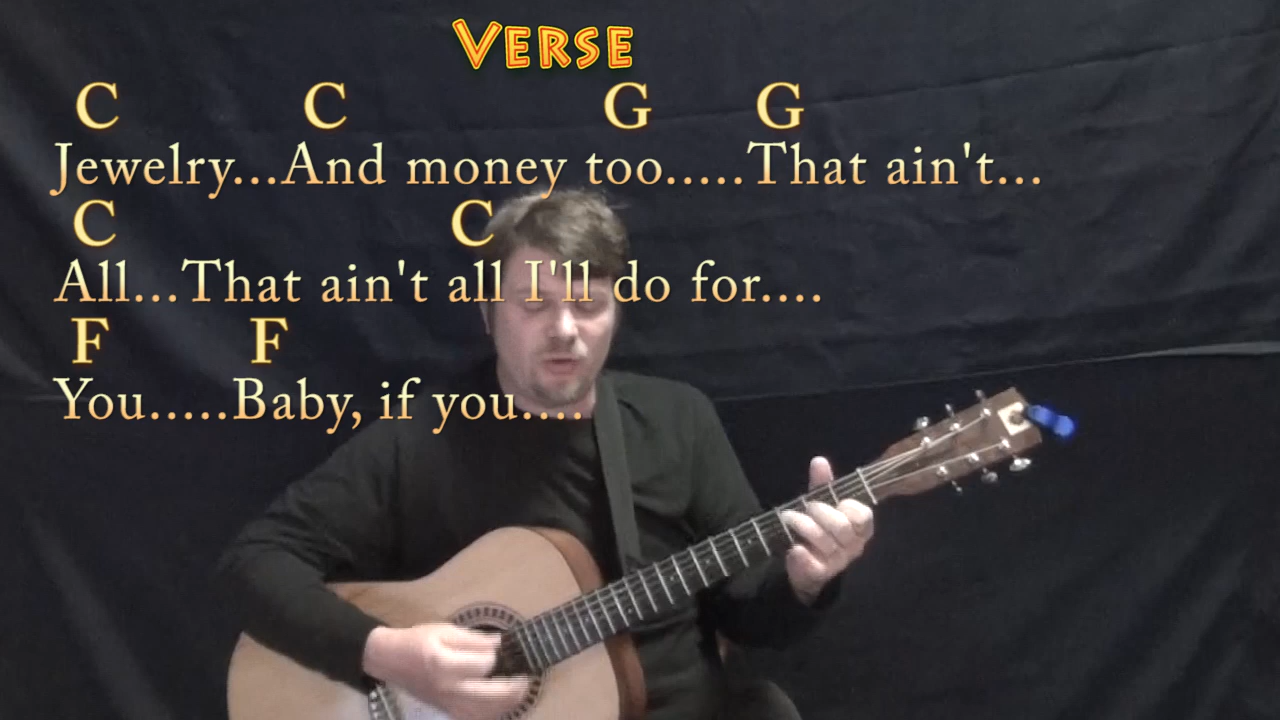 VERSE
C C G G
Jewelry...And money too.....That ain't...
C C
All...That ain't all I'll do for....
F F
You.....Baby, if you....